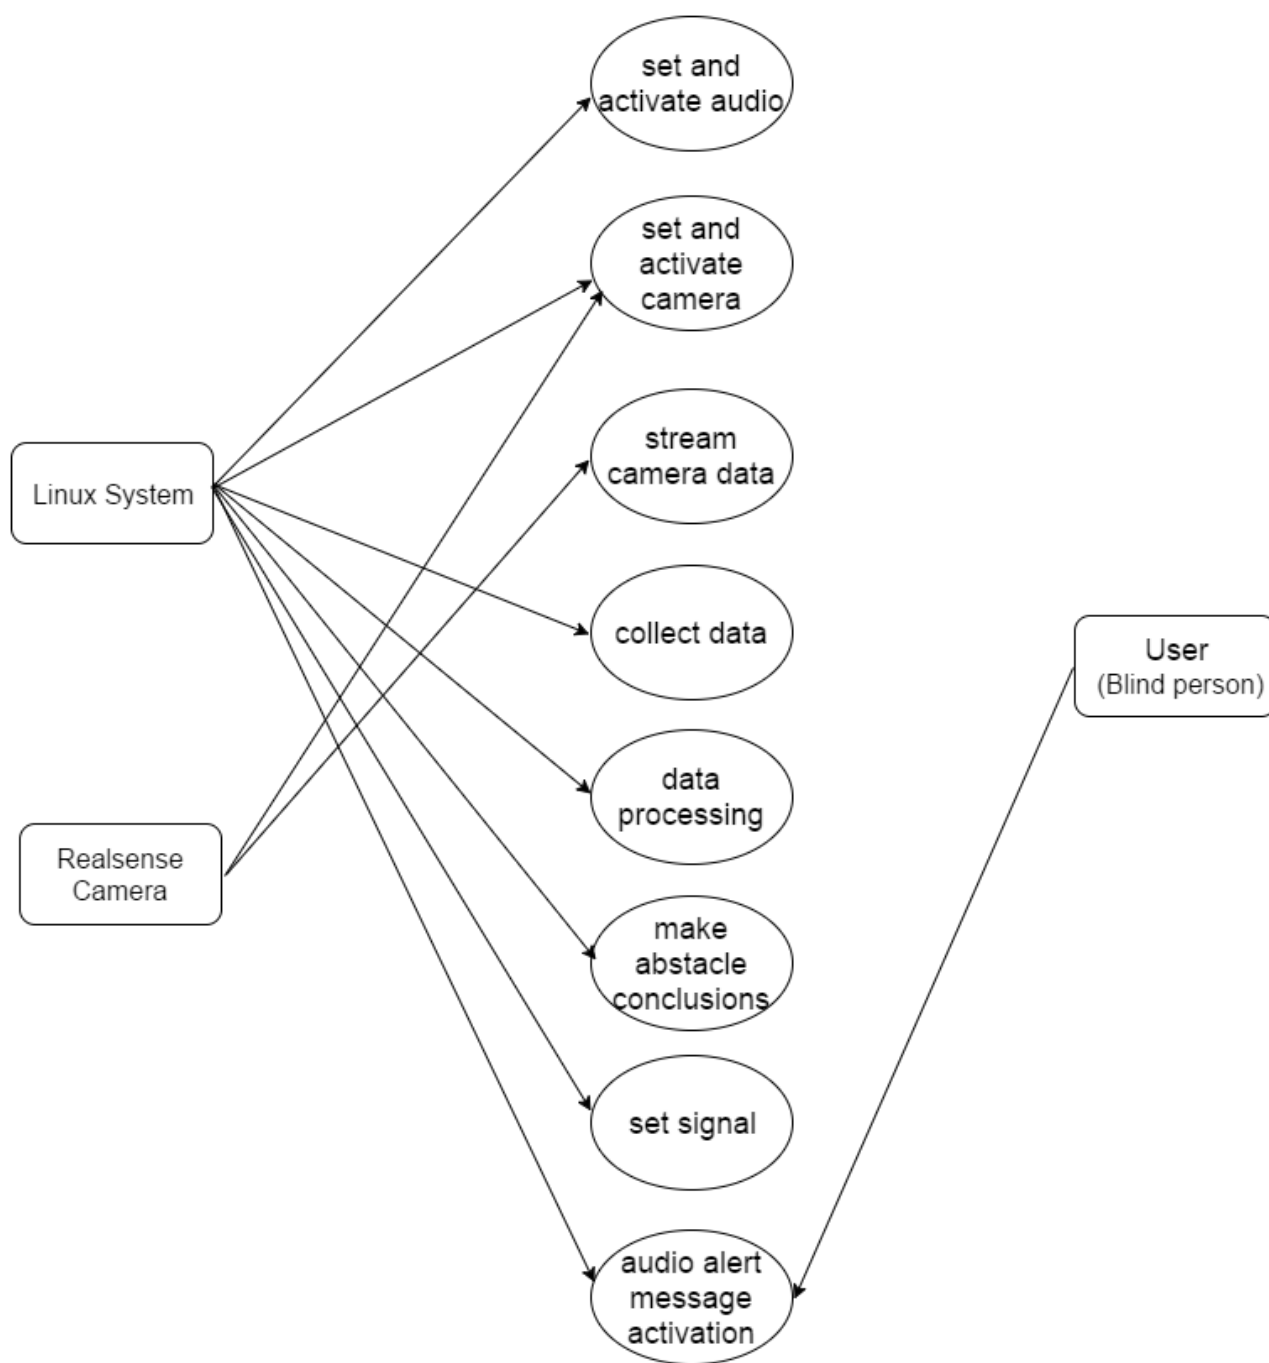 set and
activate audio
set and
activate
camera
stream
camera data
Linux System
collect data
User
(Blind person)
data
processing
Realsense
Camera
make
abstacle
conclusions
set signal
audio alert
message
activation